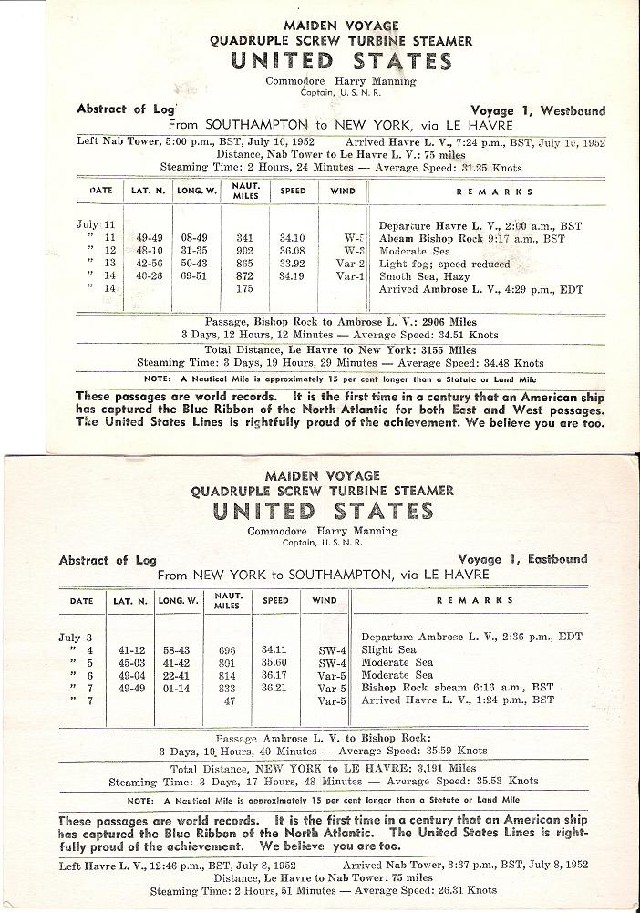 MAIDEN VOYAGE
QUADRUPLE SCREW TURBINE STEAMER
UNITED STATES
Commodore Harry Manning
Captain, U. S. N. R.
Abstract of Log Voyage 1, Westbound
From SOUTHAMPTON to NEW YORK, via LE HAVRE
Left Nab Tower, 5:00 p.m., BST, July 10, 1952 Arrived Havre L. V., 7:24 p.m., BST, July 10, 1952
Distance, Nab Tower to Le Havre L. V.: 75 miles
Steaming Time: 2 Hours, 24 Minutes — Average Speed: 31.25 Knots
DATE LAT. N. LONG. W. NAUT. MILES SPEED WIND REMARKS
July 11 Departure Havre L. V., 2:00 a.m., BST
" 11 49-49 08-49 341 34.10 W-5 Abeam Bishop Rock 9:17 a.m., BST
" 12 48-10 31-35 902 36.08 W-3 Moderate Sea
" 13 42-56 865 33.92 Var 2 Light fog; speed reduced
" 14 40-26 69-51 872 34.19 Var-1 Smoth Sea, Hazy
" 14 175 Arrived Ambrose L. V., 4:29 p.m., EDT
Passage, Bishop Rock to Ambrose L. V.: 2906 Miles
3 Days, 12 Hours, 12 Minutes — Average Speed: 34.51 Knots
Total Distance, Le Havre to New York: 3155 Miles
Steaming Time: 3 Days, 19 Hours, 29 Minutes — Average Speed: 34.48 Knots
NOTE: A Nautical Mile is approximately 15 per cent longer than a Statute or Land Mile
These passages are world records. It is the first time in a century that an American ship
has captured the Blue Ribbon of the North Atlantic for both East and West passages.
The United States Lines is rightfully proud of the achievement. We believe you are too.
MAIDEN VOYAGE
QUADRUPLE SCREW TURBINE STEAMER
UNITED STATES
Commodore Harry Manning
Captain, U. S. N. R.
Abstract of Log Voyage 1, Eastbound
From NEW YORK to SOUTHAMPTON, via LE HAVRE
DATE LAT. N. LONG. W. NAUT. MILES SPEED WIND REMARKS
July 3 Departure Ambrose L. V., 2:36 p.m., EDT
" 4 41-12 58-43 696 34.11 SW-4 Slight Sea
" 5 45-03 41-42 801 35.60 SW-4 Moderate Sea
" 6 49-04 22-41 814 36.17 Var-5 Moderate Sea
" 7 49-49 01-14 833 36.21 Var 5 Bishop Rock abeam 6:13 a.m., BST
" 7 47 Var-5 Arrived Havre L. V., 1:24 p.m., BST
Passage Ambrose L. V. to Bishop Rock:
3 Days, 10 Hours, 40 Minutes Average Speed: 35.59 Knots
Total Distance, NEW YORK to LE HAVRE: 3,191 Miles
Steaming Time: 3 Days, 17 Hours, 48 Minutes — Average Speed: 35.53 Knots
NOTE: A Nautical Mile is approximately 15 per cent longer than a Statute or Land Mile
These passages are world records. It is the first time in a century that an American ship
has captured the Blue Ribbon of the North Atlantic. The United States Lines is right-
fully proud of the achievement. We believe you are too.
Left Havre L. V., 12:46 p.m., BST, July 8, 1952 Arrived Nab Tower, 3:37 p.m., BST, July 8, 1952
Distance, Le Havre to Nab Tower: 75 miles
Steaming Time: 2 Hours, 51 Minutes — Average Speed: 26.31 Knots